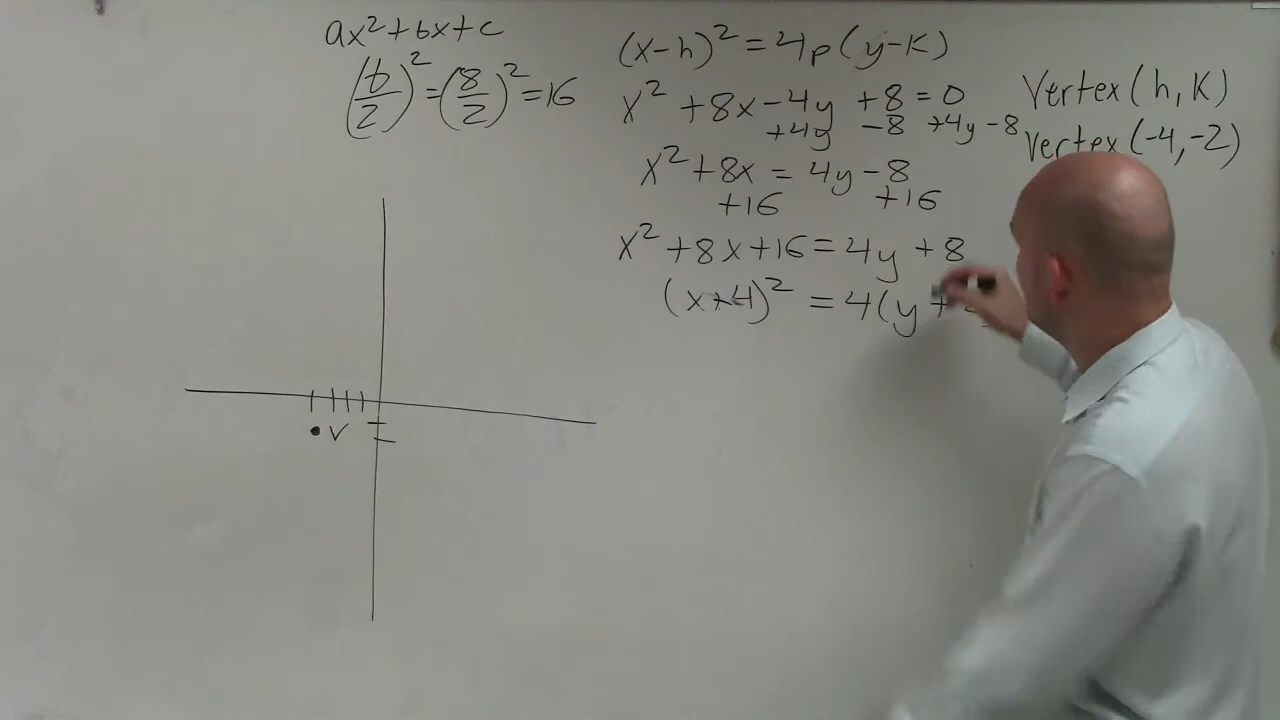 ax²+bx+c
(b/2)²=(8/2)²=16
(x-h)²=4p(y-k)
x²+8x-4y+8=0
+4y -8 +4y-8
x²+8x=4y-8
+16 +16
x²+8x+16=4y+8
(x+4)²=4(y+
Vertex(h,k)
Vertex(-4,-2)
V